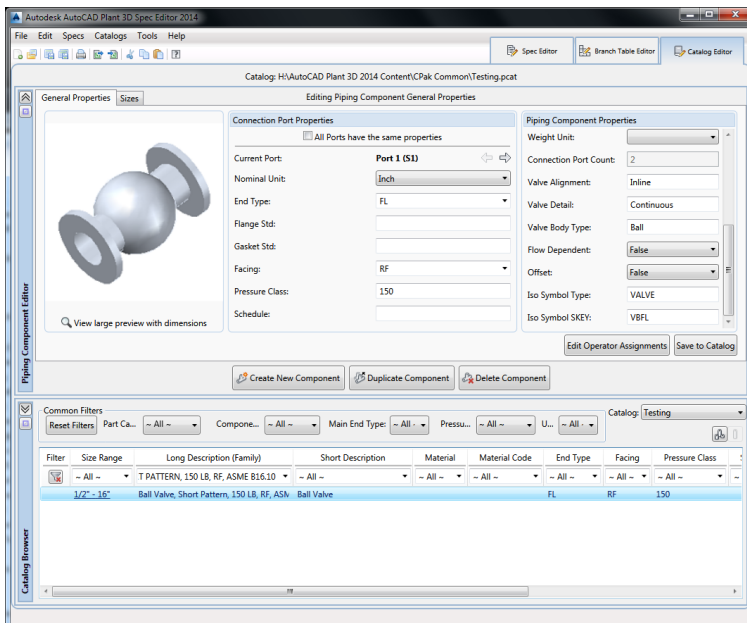 Autodesk AutoCAD Plant 3D Spec Editor 2014
File Edit Specs Catalogs Tools Help
Spec Editor
Branch Table Editor
Catalog Editor
Catalog: H:\AutoCAD Plant 3D 2014 Content\CPak Common\Testing.pcat
General Properties
Sizes
Editing Piping Component General Properties
Piping Component Editor
View large preview with dimensions
Connection Port Properties
All Ports have the same properties
Current Port: Port 1 (S1)
Nominal Unit: Inch
End Type: FL
Flange Std:
Gasket Std:
Facing: RF
Pressure Class: 150
Schedule:
Piping Component Properties
Weight Unit:
Connection Port Count: 2
Valve Alignment: Inline
Valve Detail: Continuous
Valve Body Type: Ball
Flow Dependent: False
Offset: False
Iso Symbol Type: VALVE
Iso Symbol SKEY: VBFL
Edit Operator Assignments
Save to Catalog
Create New Component
Duplicate Component
Delete Component
Catalog Browser
Common Filters
Reset Filters Part Ca... ~ All ~ Compone... ~ All ~ Main End Type: ~ All ~ Pressu... ~ All ~ U... ~ All ~
Catalog: Testing
Filter Size Range Long Description (Family) Short Description Material Material Code End Type Facing Pressure Class
~ All ~ T PATTERN, 150 LB, RF, ASME B16.10 ~ All ~ ~ All ~ ~ All ~ ~ All ~ ~ All ~ ~ All ~
1/2" - 16" Ball Valve, Short Pattern, 150 LB, RF, ASM Ball Valve FL RF 150